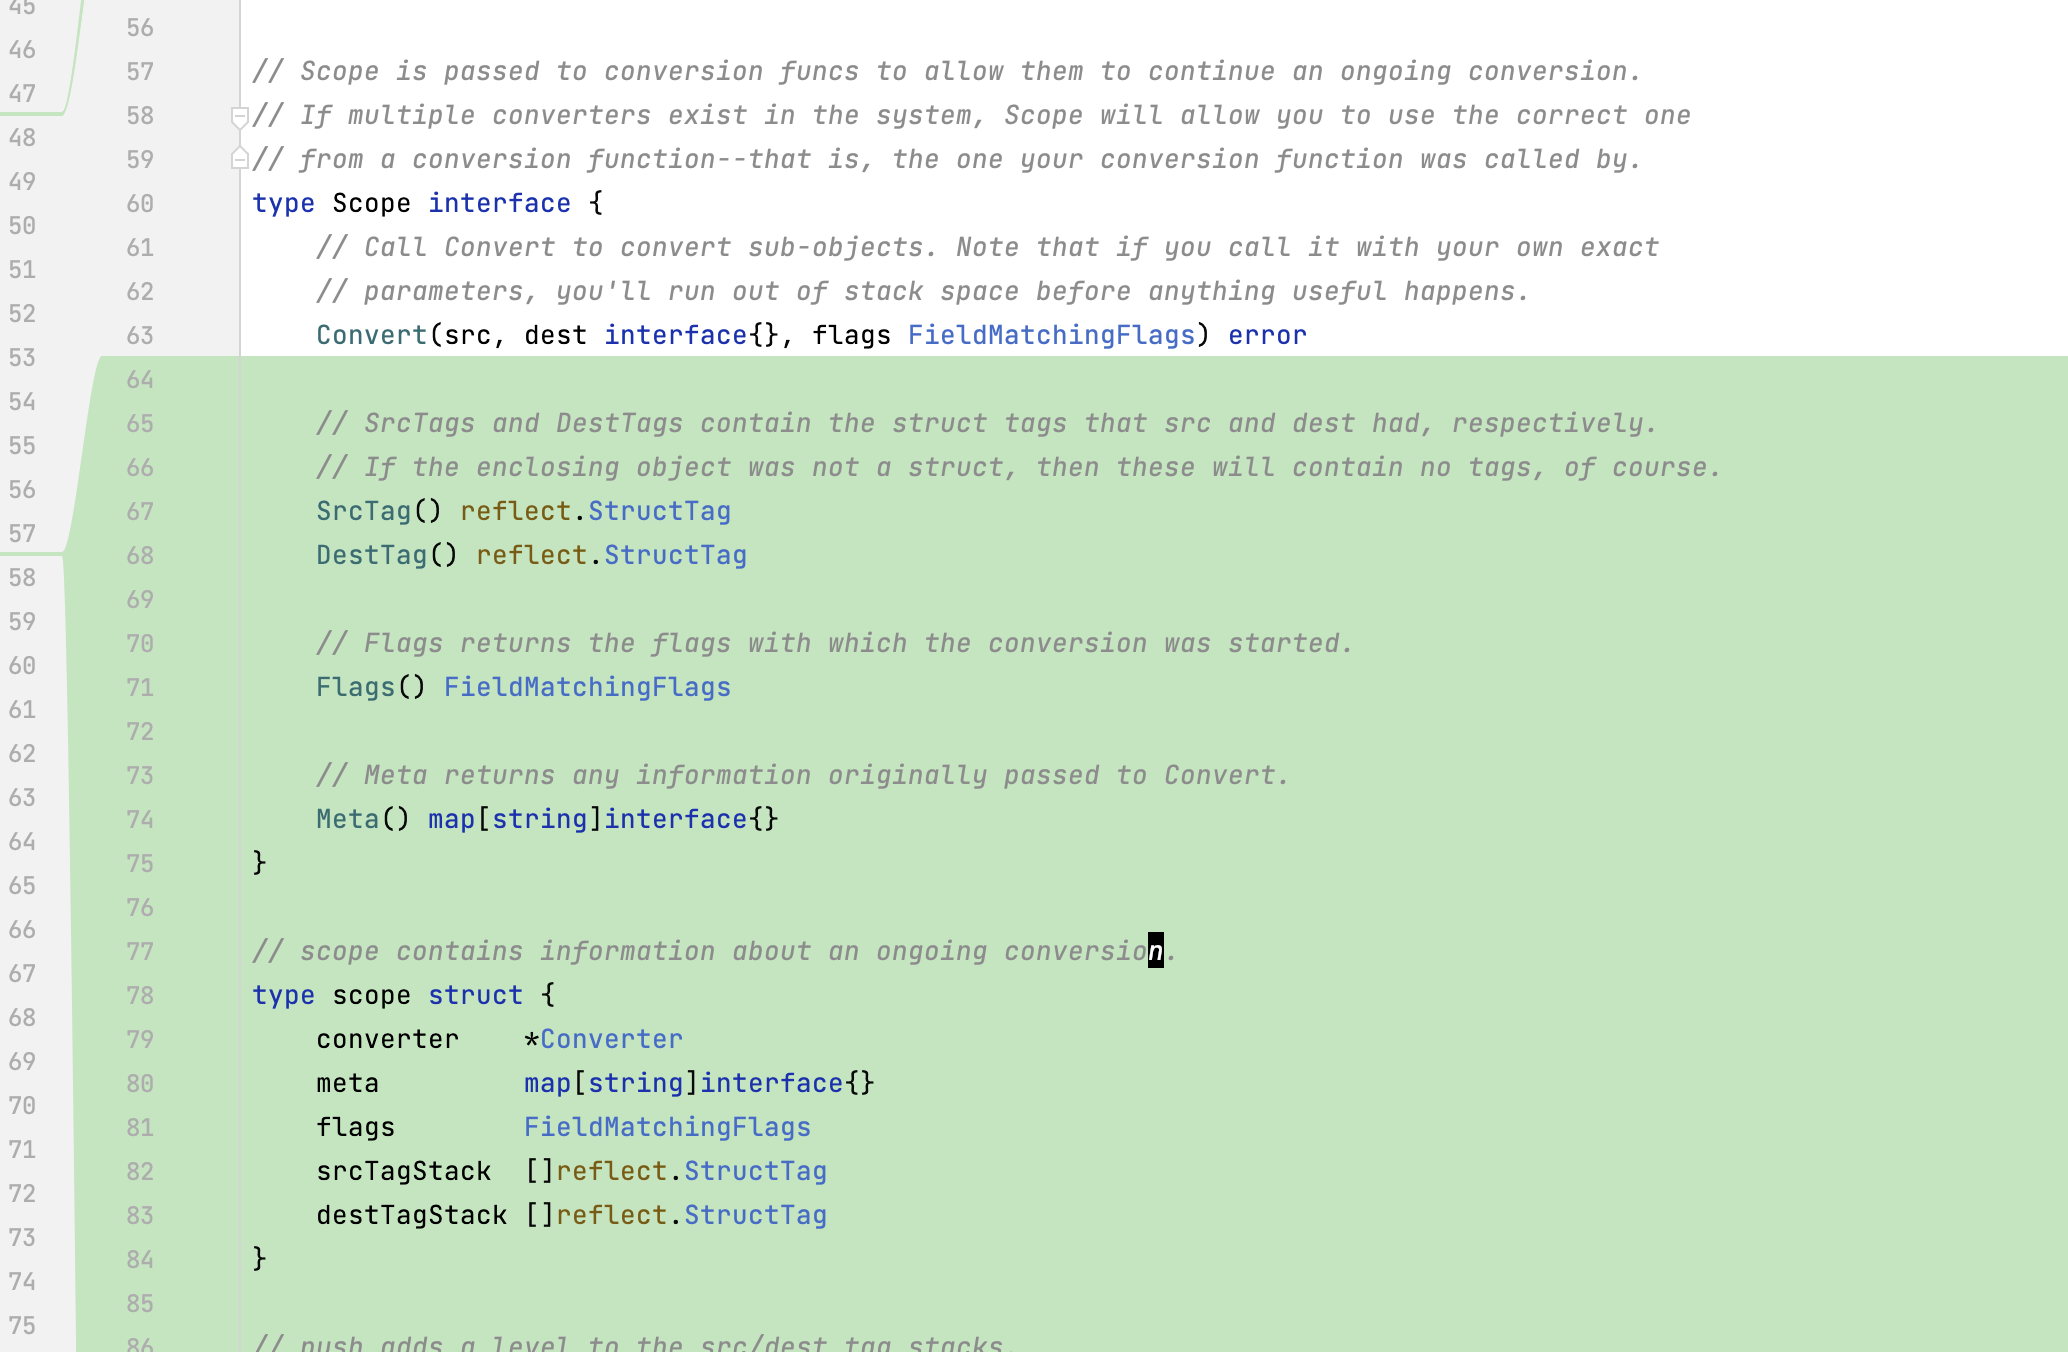 45
46
47
48
49
50
51
52
53
54
55
56
57
58
59
60
61
62
63
64
65
66
67
68
69
70
71
72
73
74
75
56
57 // Scope is passed to conversion funcs to allow them to continue an ongoing conversion.
58 // If multiple converters exist in the system, Scope will allow you to use the correct one
59 // from a conversion function--that is, the one your conversion function was called by.
60 type Scope interface {
61     // Call Convert to convert sub-objects. Note that if you call it with your own exact
62     // parameters, you'll run out of stack space before anything useful happens.
63     Convert(src, dest interface{}, flags FieldMatchingFlags) error
64
65     // SrcTags and DestTags contain the struct tags that src and dest had, respectively.
66     // If the enclosing object was not a struct, then these will contain no tags, of course.
67     SrcTag() reflect.StructTag
68     DestTag() reflect.StructTag
69
70     // Flags returns the flags with which the conversion was started.
71     Flags() FieldMatchingFlags
72
73     // Meta returns any information originally passed to Convert.
74     Meta() map[string]interface{}
75 }
76
77 // scope contains information about an ongoing conversion.
78 type scope struct {
79     converter    *Converter
80     meta         map[string]interface{}
81     flags        FieldMatchingFlags
82     srcTagStack  []reflect.StructTag
83     destTagStack []reflect.StructTag
84 }
85
86 // push adds a level to the src/dest tag stacks.